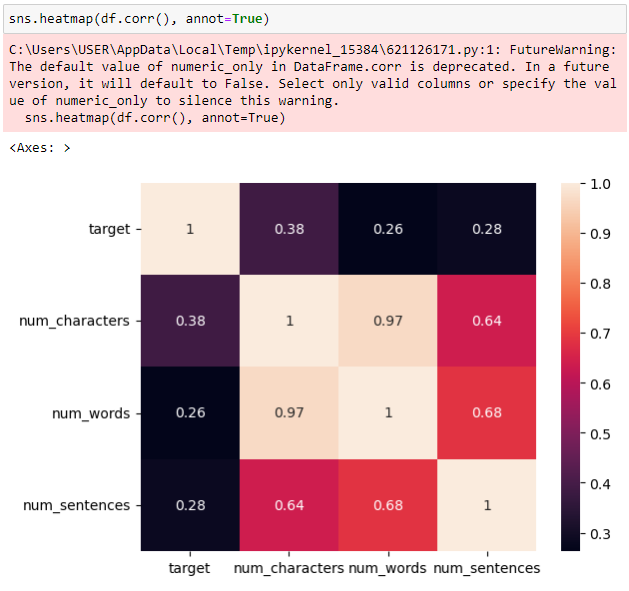 sns.heatmap(df.corr(), annot=True)
C:\Users\USER\AppData\Local\Temp\ipykernel_15384\621126171.py:1: FutureWarning:
The default value of numeric_only in DataFrame.corr is deprecated. In a future
version, it will default to False. Select only valid columns or specify the val
ue of numeric_only to silence this warning.
  sns.heatmap(df.corr(), annot=True)
<Axes: >
target 1 0.38 0.26 0.28
num_characters 0.38 1 0.97 0.64
num_words 0.26 0.97 1 0.68
num_sentences 0.28 0.64 0.68 1
target num_characters num_words num_sentences
1.0
0.9
0.8
0.7
0.6
0.5
0.4
0.3